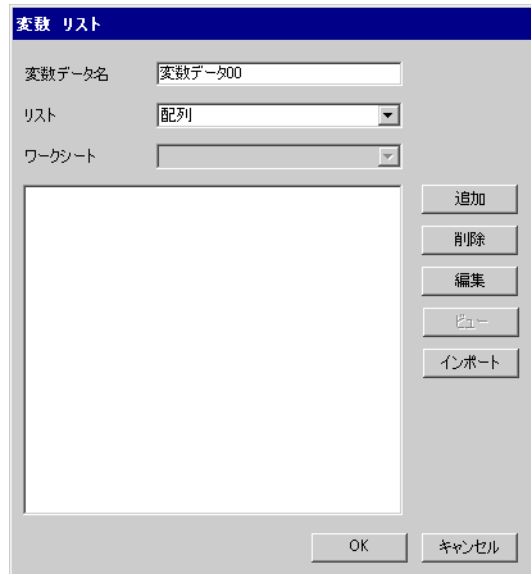 変数 リスト
変数データ名 変数データ00
リスト 配列
ワークシート
追加
削除
編集
ビュー
インポート
OK キャンセル